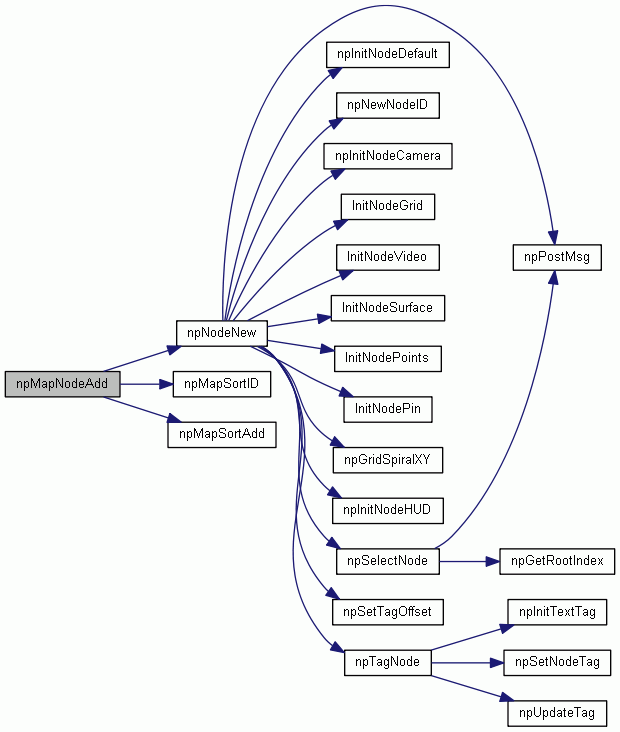 npInitNodeDefault
npNewNodeID
npInitNodeCamera
InitNodeGrid
InitNodeVideo
npPostMsg
InitNodeSurface
npNodeNew
InitNodePoints
npMapNodeAdd
npMapSortID
InitNodePin
npMapSortAdd
npGridSpiralXY
npInitNodeHUD
npSelectNode
npGetRootIndex
npSetTagOffset
npInitTextTag
npTagNode
npSetNodeTag
npUpdateTag